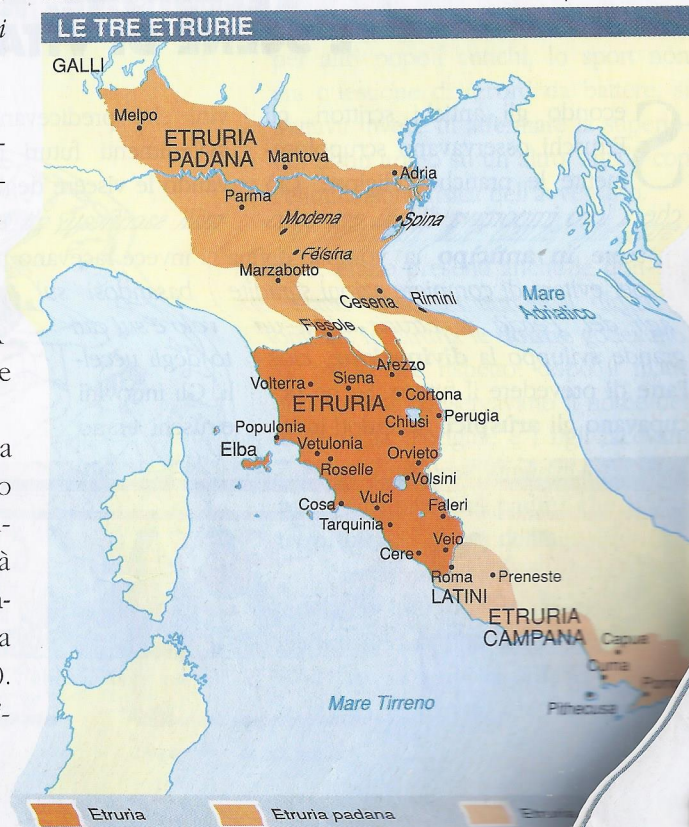 LE TRE ETRURIE
GALLI
Melpo
ETRURIA
PADANA
Mantova
Adria
Parma
Modena
Spina
Félsína
Marzabotto
Cesena
Rimini
Mare
Adriatico
Fiesole
Arezzo
Siena
Volterra
Cortona
ETRURIA
Perugia
Chiusi
Populonia
Elba
Vetulonia
Orvieto
Roselle
Volsini
Cosa
Vulci
Faleri
Tarquinia
Veio
Cere
Roma
Preneste
LATINI
ETRURIA
CAMPANA
Capua
Cuma
Pithecusa
Mare Tirreno
Etruria
Etruria padana